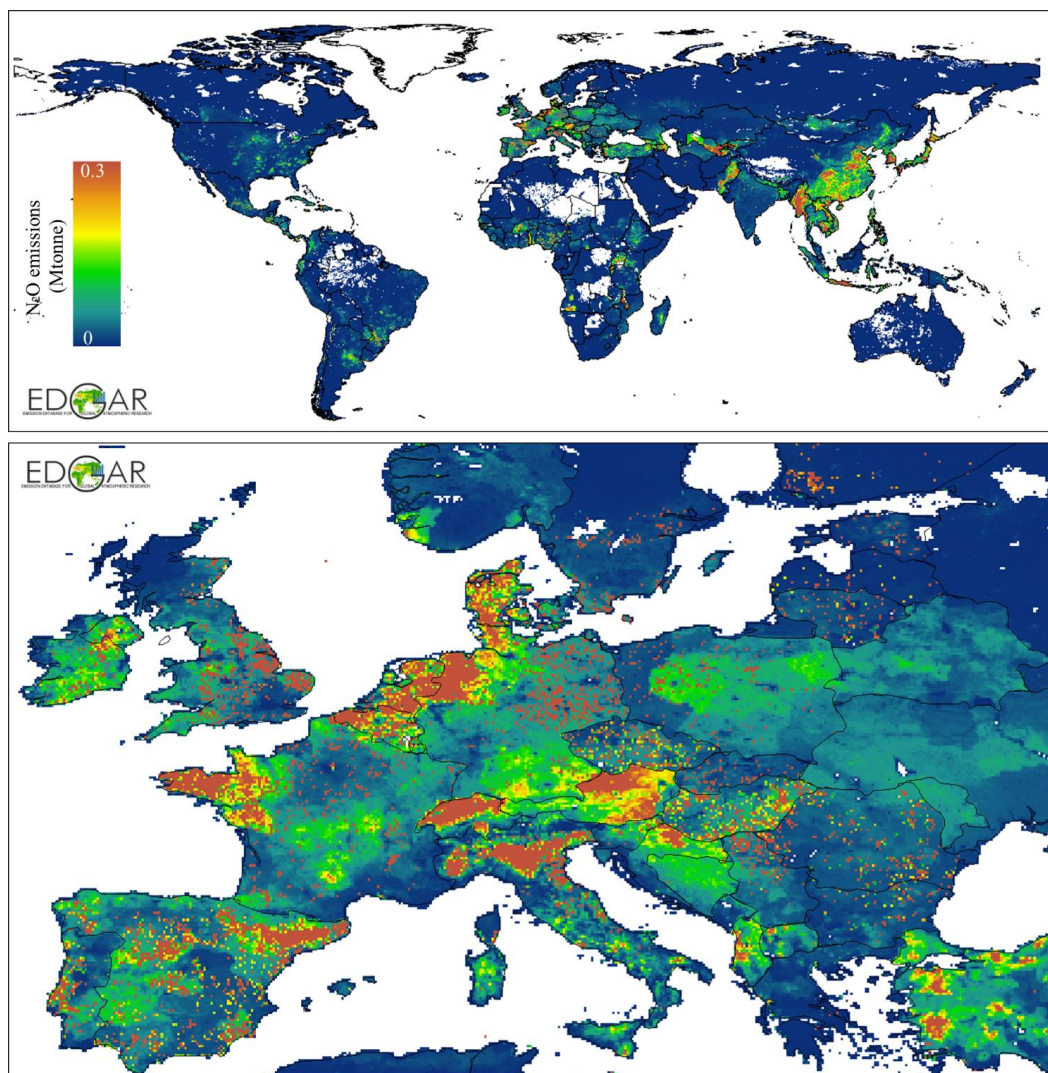 0.3
N₂O emissions
(Mtonne)
0
EDGAR
EMISSION DATABASE FOR GLOBAL ATMOSPHERIC RESEARCH
EDGAR
EMISSION DATABASE FOR GLOBAL ATMOSPHERIC RESEARCH